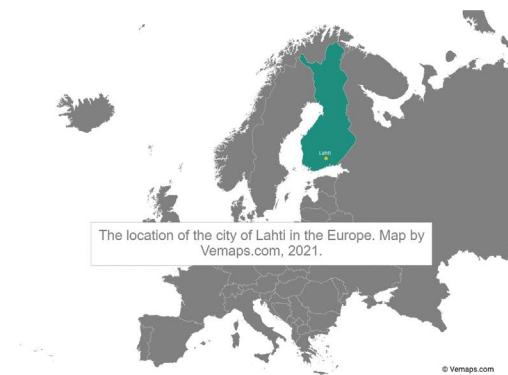 Lahti
The location of the city of Lahti in the Europe. Map by
Vemaps.com, 2021.
© Vemaps.com